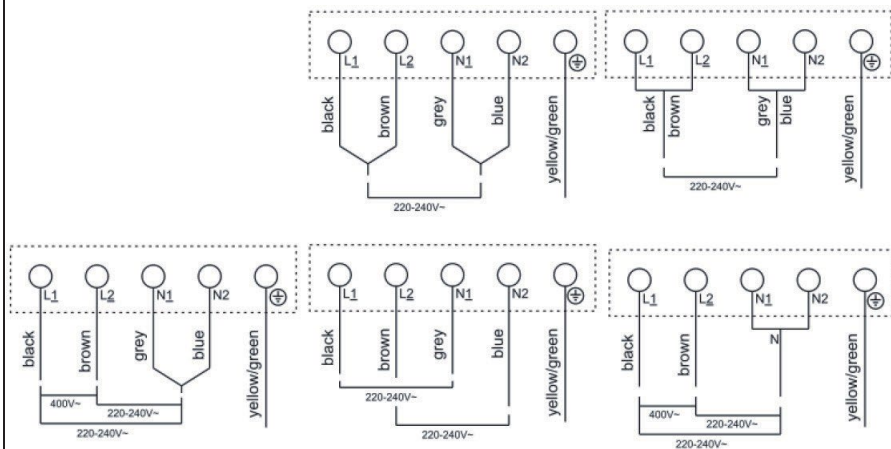 L1 L2 N1 N2
black brown grey blue yellow/green
220-240V~
L1 L2 N1 N2
black brown grey blue yellow/green
220-240V~
L1 L2 N1 N2
black brown grey blue yellow/green
400V~
220-240V~
220-240V~
L1 L2 N1 N2
black brown grey blue yellow/green
220-240V~
220-240V~
L1 L2 N1 N2
N
black brown yellow/green
400V~
220-240V~
220-240V~